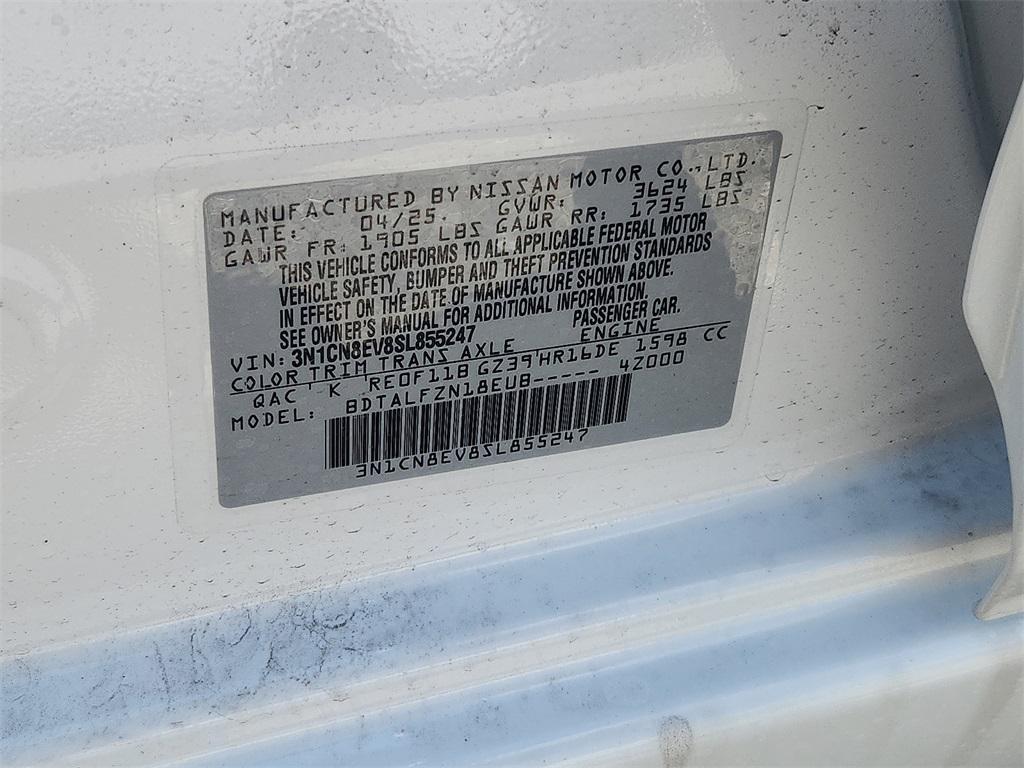 MANUFACTURED BY NISSAN MOTOR CO., LTD.
DATE: 04/25. GVWR: 3624 LBS
GAWR FR: 1905 LBS GAWR RR: 1735 LBS
THIS VEHICLE CONFORMS TO ALL APPLICABLE FEDERAL MOTOR
VEHICLE SAFETY, BUMPER AND THEFT PREVENTION STANDARDS
IN EFFECT ON THE DATE OF MANUFACTURE SHOWN ABOVE.
SEE OWNER'S MANUAL FOR ADDITIONAL INFORMATION.
VIN: 3N1CN8EV8SL855247 PASSENGER CAR.
COLOR TRIM TRANS AXLE ENGINE
QAC ' K 'RE0F11B GZ39'HR16DE 1598 CC
MODEL: BDTALFZN18EUB----- 4Z000
3N1CN8EV8SL855247